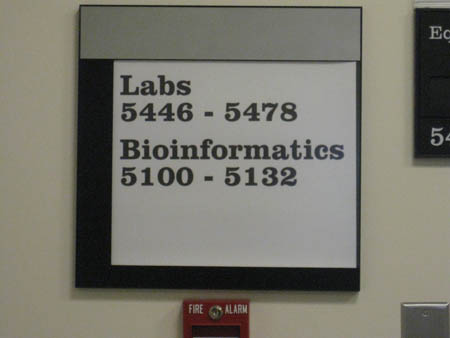 Labs
5446 - 5478
Bioinformatics
5100 - 5132
FIRE ALARM